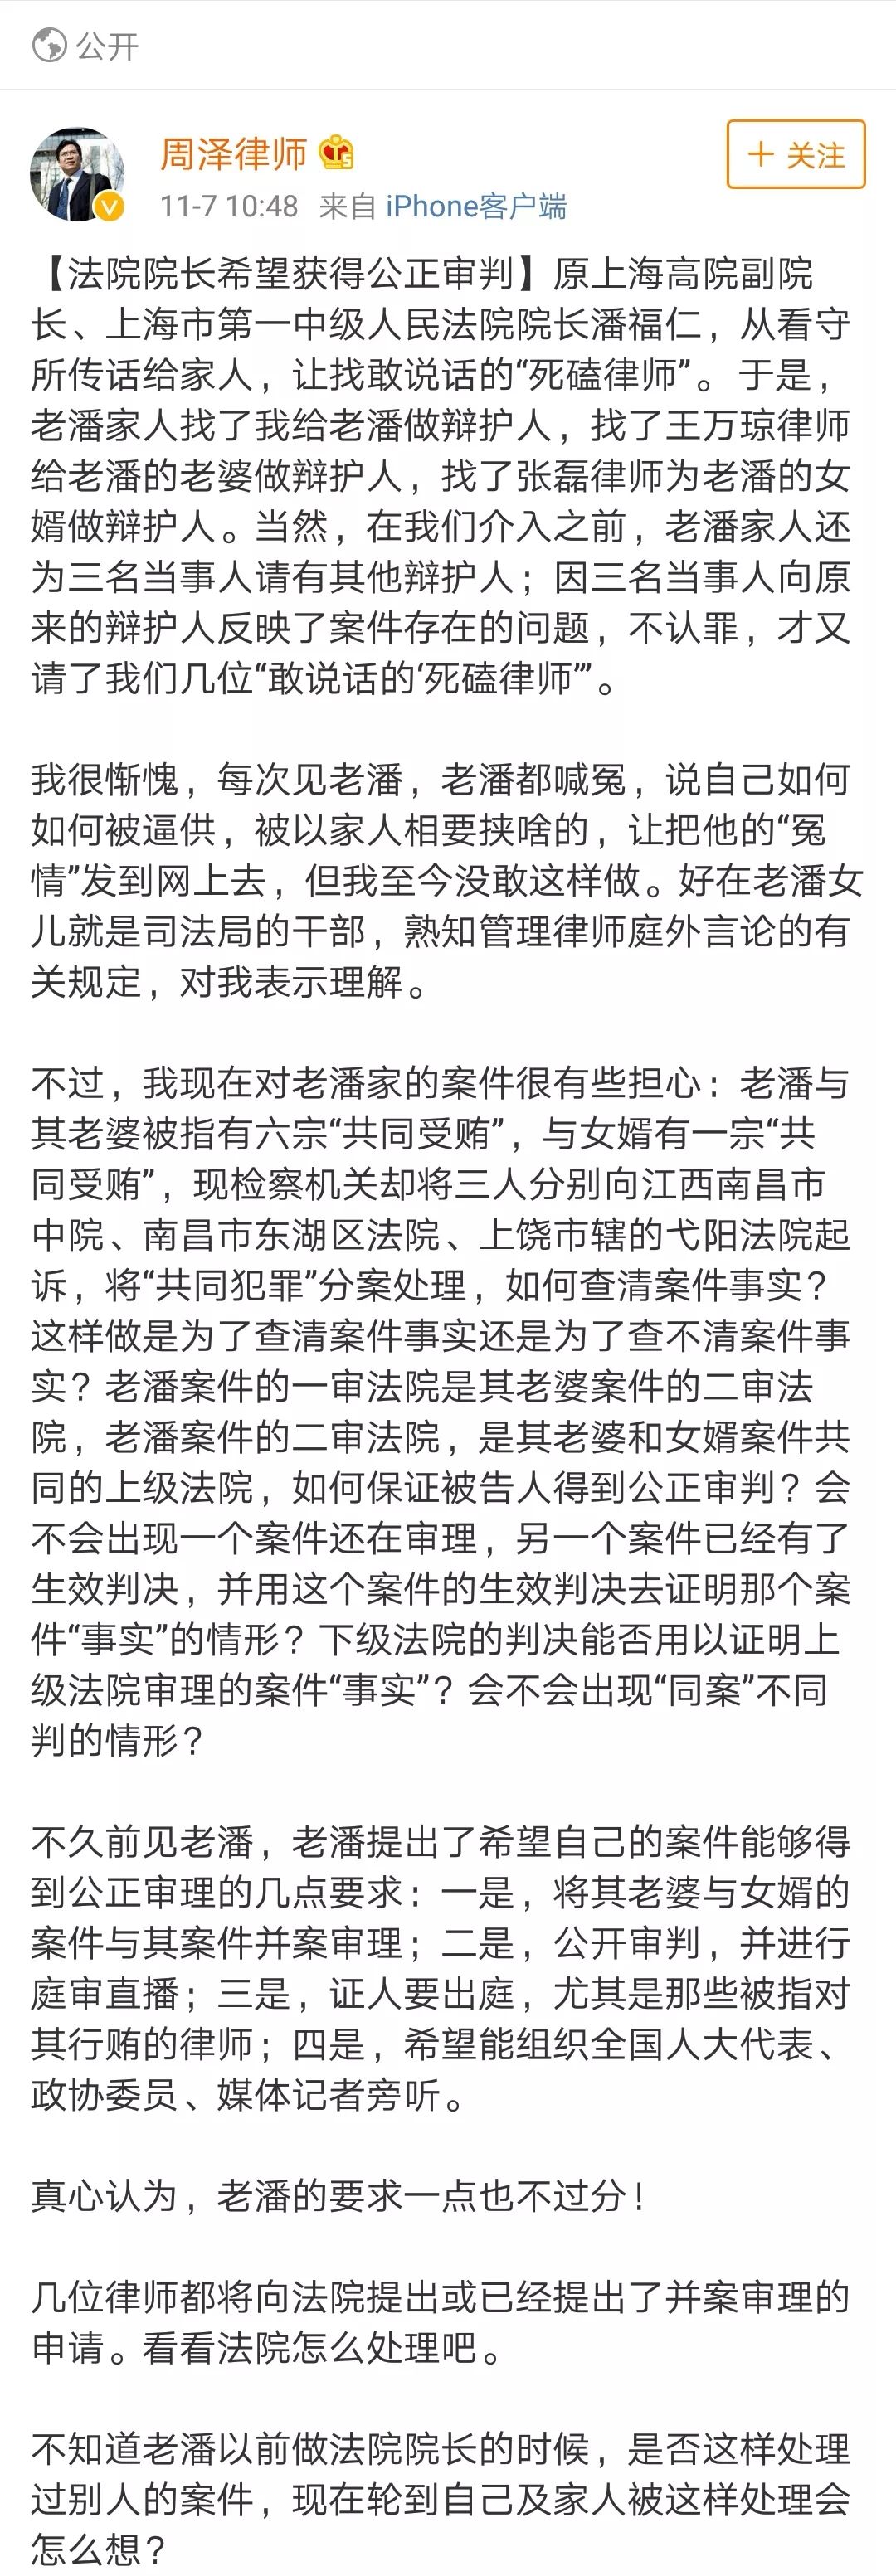 公开
周泽律师
+ 关注
11-7 10:48 来自 iPhone客户端
【法院院长希望获得公正审判】原上海高院副院
长、上海市第一中级人民法院院长潘福仁，从看守
所传话给家人，让找敢说话的“死磕律师”。于是，
老潘家人找了我给老潘做辩护人，找了王万琼律师
给老潘的老婆做辩护人，找了张磊律师为老潘的女
婿做辩护人。当然，在我们介入之前，老潘家人还
为三名当事人请有其他辩护人；因三名当事人向原
来的辩护人反映了案件存在的问题，不认罪，才又
请了我们几位“敢说话的‘死磕律师’”。
我很惭愧，每次见老潘，老潘都喊冤，说自己如何
如何被逼供，被以家人相要挟啥的，让把他的“冤
情”发到网上去，但我至今没敢这样做。好在老潘女
儿就是司法局的干部，熟知管理律师庭外言论的有
关规定，对我表示理解。
不过，我现在对老潘家的案件很有些担心：老潘与
其老婆被指有六宗“共同受贿”，与女婿有一宗“共
同受贿”，现检察机关却将三人分别向江西南昌市
中院、南昌市东湖区法院、上饶市辖的弋阳法院起
诉，将“共同犯罪”分案处理，如何查清案件事实？
这样做是为了查清案件事实还是为了查不清案件事
实？老潘案件的一审法院是其老婆案件的二审法
院，老潘案件的二审法院，是其老婆和女婿案件共
同的上级法院，如何保证被告人得到公正审判？会
不会出现一个案件还在审理，另一个案件已经有了
生效判决，并用这个案件的生效判决去证明那个案
件“事实”的情形？下级法院的判决能否用以证明上
级法院审理的案件“事实”？会不会出现“同案”不同
判的情形？
不久前见老潘，老潘提出了希望自己的案件能够得
到公正审理的几点要求：一是，将其老婆与女婿的
案件与其案件并案审理；二是，公开审判，并进行
庭审直播；三是，证人要出庭，尤其是那些被指对
其行贿的律师；四是，希望能组织全国人大代表、
政协委员、媒体记者旁听。
真心认为，老潘的要求一点也不过分！
几位律师都将向法院提出或已经提出了并案审理的
申请。看看法院怎么处理吧。
不知道老潘以前做法院院长的时候，是否这样处理
过别人的案件，现在轮到自己及家人被这样处理会
怎么想？